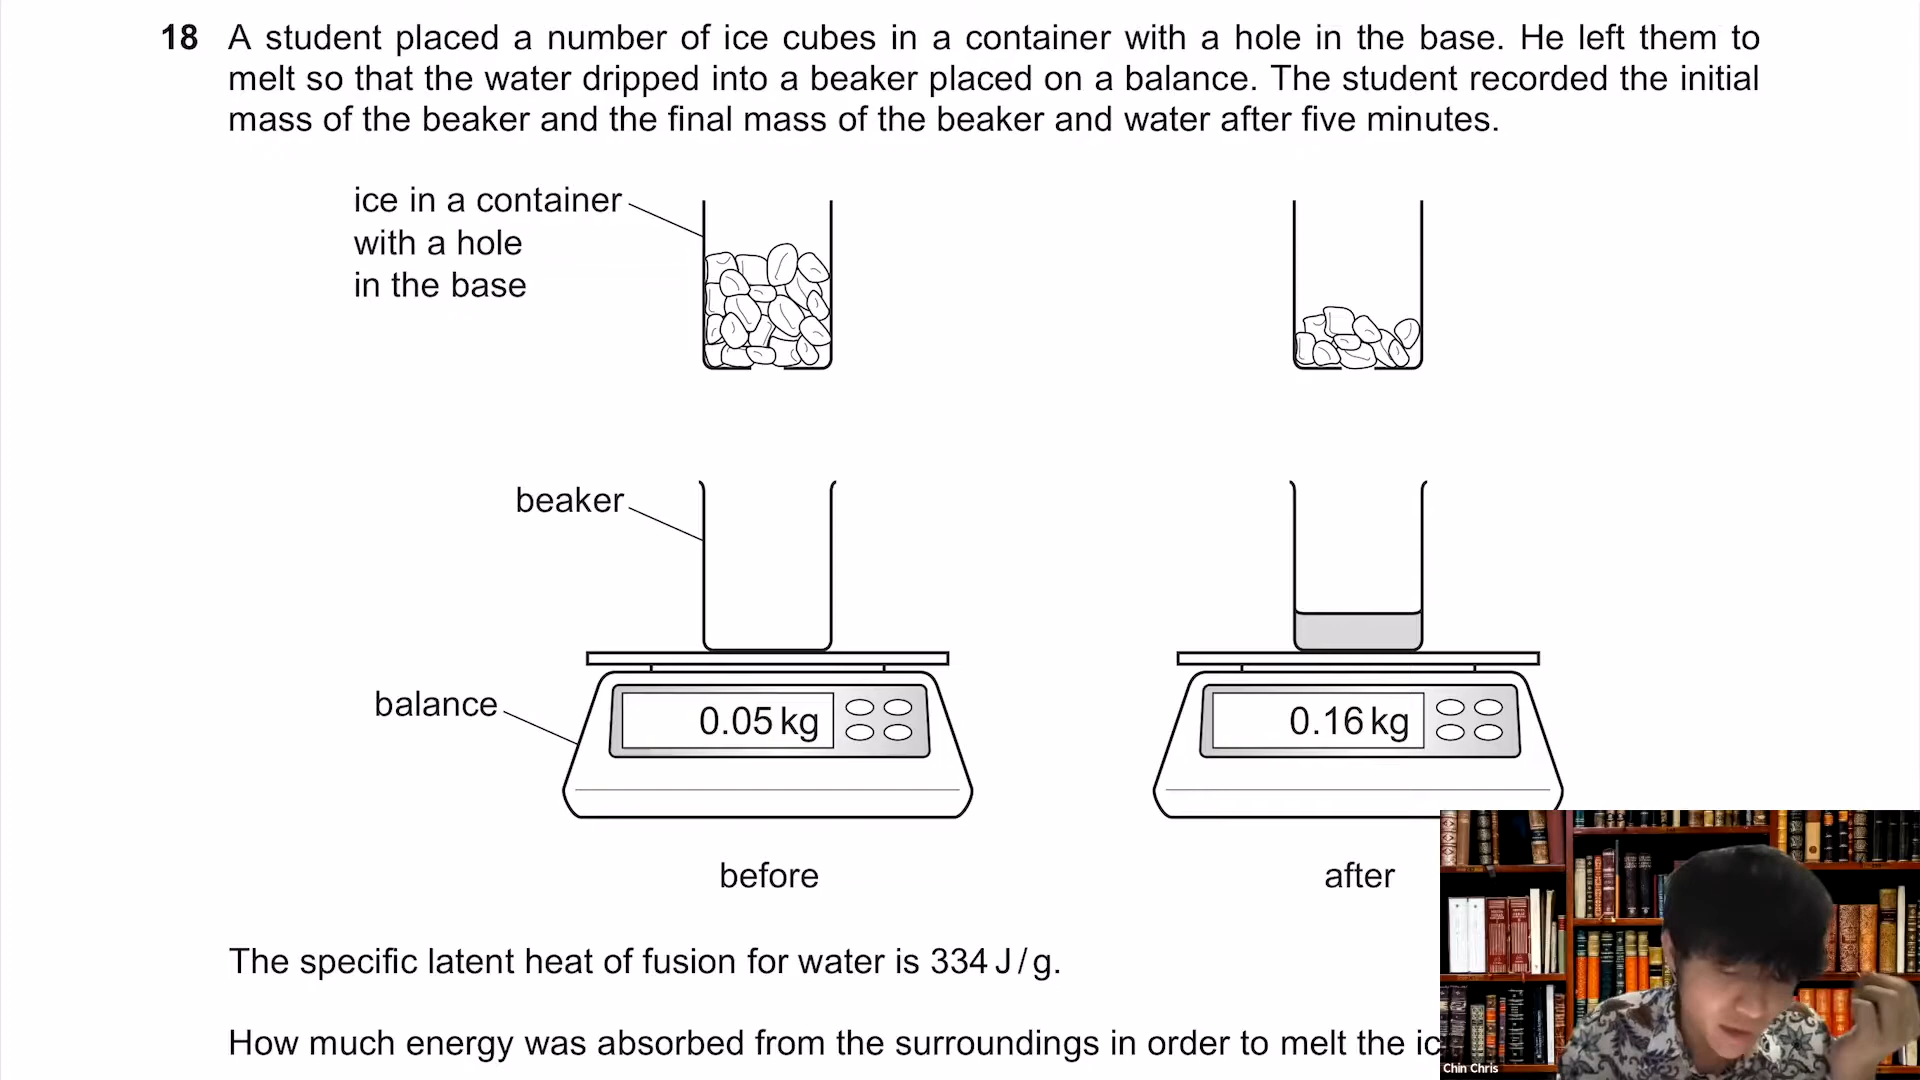 18 A student placed a number of ice cubes in a container with a hole in the base. He left them to
melt so that the water dripped into a beaker placed on a balance. The student recorded the initial
mass of the beaker and the final mass of the beaker and water after five minutes.
ice in a container
with a hole
in the base
beaker
balance
0.05 kg
0.16 kg
before
after
The specific latent heat of fusion for water is 334 J / g.
How much energy was absorbed from the surroundings in order to melt the ic
Chin Chris